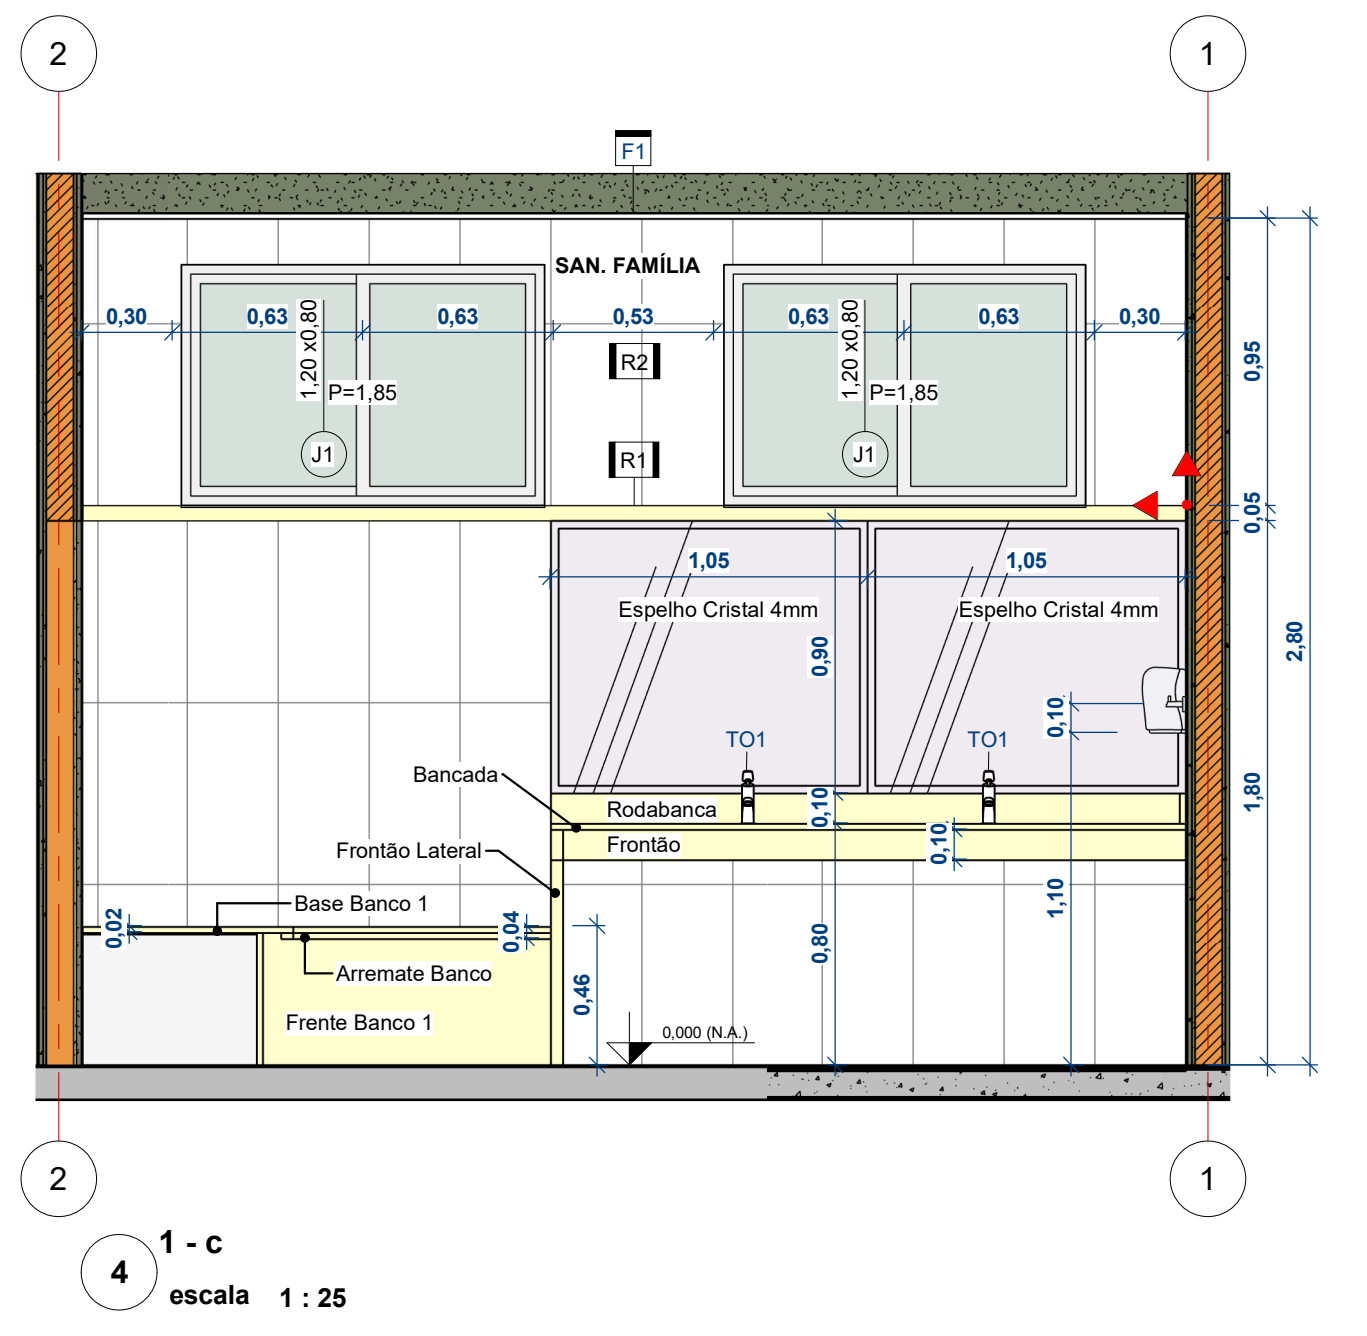 2
1
F1
SAN. FAMÍLIA
0,30
0,63
0,63
0,53
0,63
0,63
0,30
1,20 x0,80
P=1,85
J1
R2
R1
1,20 x0,80
P=1,85
J1
0,95
0,05
2,80
1,80
1,05
1,05
Espelho Cristal 4mm
Espelho Cristal 4mm
0,90
0,10
TO1
TO1
Bancada
Rodabanca
0,10
Frontão
0,10
Frontão Lateral
1,10
Base Banco 1
0,02
0,04
0,80
Arremate Banco
0,46
Frente Banco 1
0,000 (N.A.)
2
1
4
1 - c
escala 1 : 25